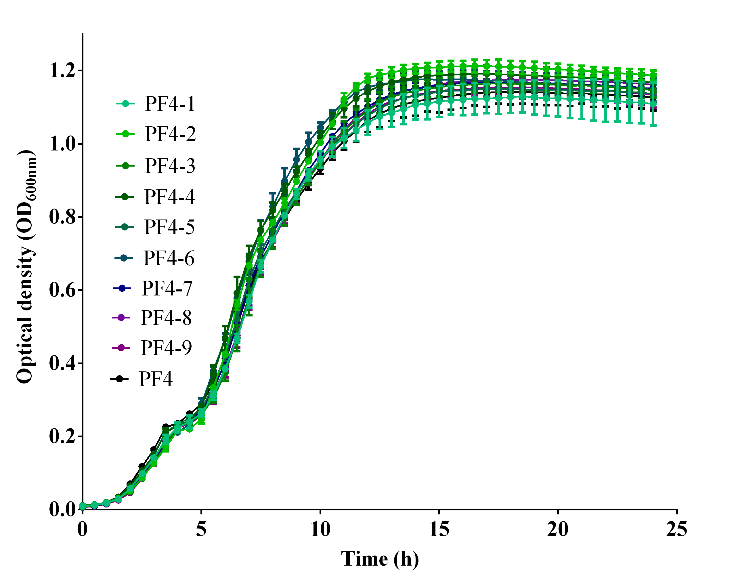 1.2
1.0
0.8
0.6
0.4
0.2
0.0
Optical density (OD600nm)
PF4-1
PF4-2
PF4-3
PF4-4
PF4-5
PF4-6
PF4-7
PF4-8
PF4-9
PF4
0 5 10 15 20 25
Time (h)